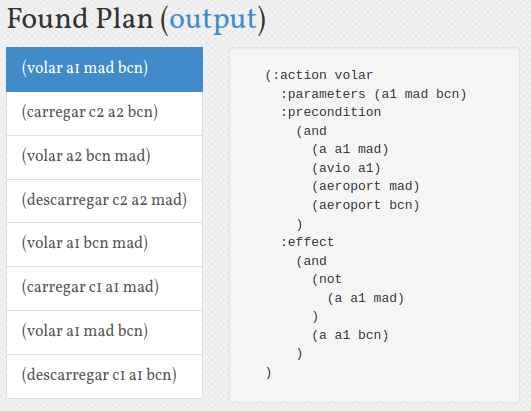 Found Plan (output)
(volar a1 mad bcn)
(carregar c2 a2 bcn)
(volar a2 bcn mad)
(descarregar c2 a2 mad)
(volar a1 bcn mad)
(carregar c1 a1 mad)
(volar a1 mad bcn)
(descarregar c1 a1 bcn)
(:action volar
:parameters (a1 mad bcn)
:precondition
(and
(a a1 mad)
(avio a1)
(aeroport mad)
(aeroport bcn)
)
:effect
(and
(not
(a a1 mad)
)
(a a1 bcn)
)
)